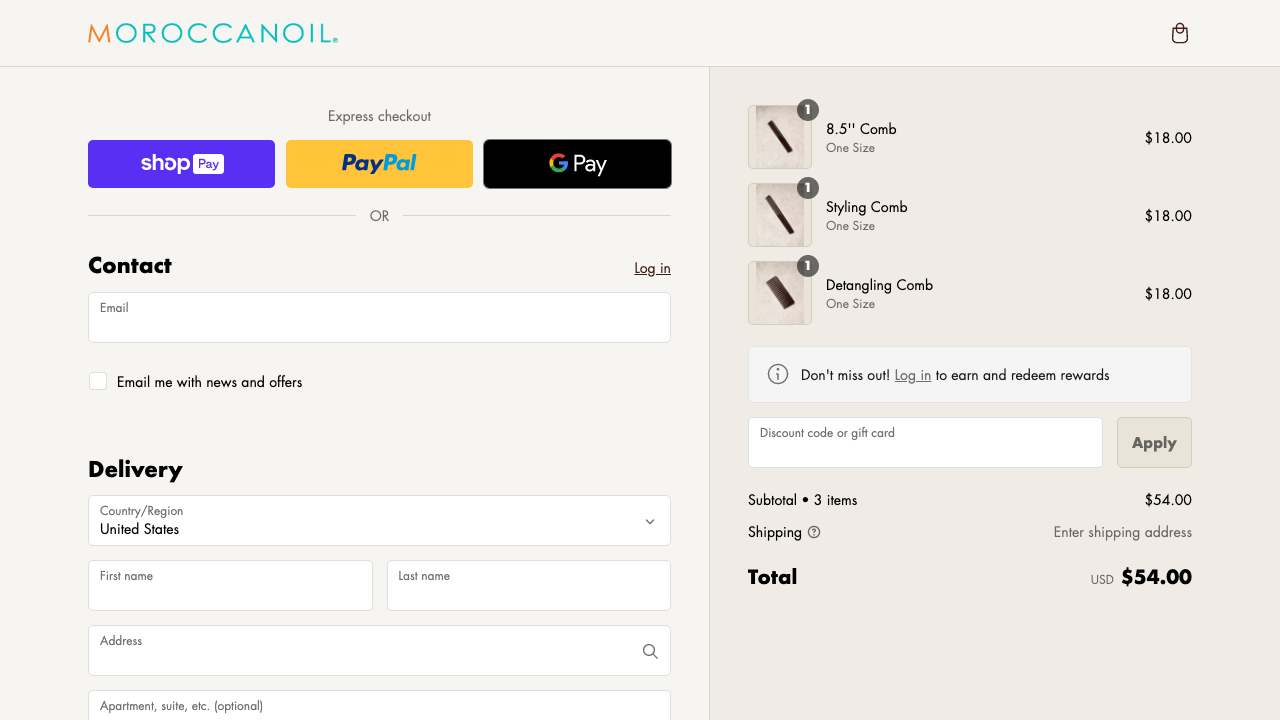 MOROCCANOIL®
Express checkout
shop Pay
PayPal
G Pay
OR
Contact
Log in
Email
Email me with news and offers
Delivery
Country/Region
United States
First name
Last name
Address
Apartment, suite, etc. (optional)
1
8.5'' Comb
One Size
$18.00
1
Styling Comb
One Size
$18.00
1
Detangling Comb
One Size
$18.00
Don't miss out! Log in to earn and redeem rewards
Discount code or gift card
Apply
Subtotal • 3 items
$54.00
Shipping
Enter shipping address
Total
USD $54.00